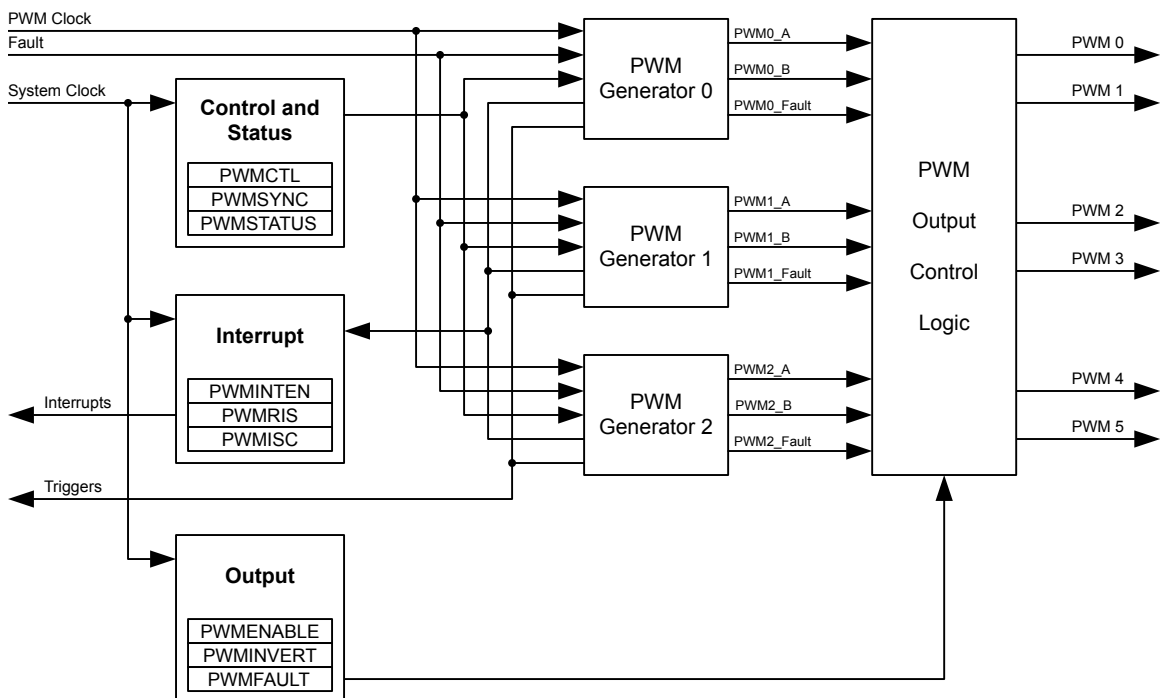 PWM Clock
Fault
System Clock
Control and
Status
PWMCTL
PWMSYNC
PWMSTATUS
Interrupt
PWMINTEN
PWMRIS
PWMISC
Interrupts
Triggers
Output
PWMENABLE
PWMINVERT
PWMFAULT
PWM
Generator 0
PWM0_A
PWM0_B
PWM0_Fault
PWM
Generator 1
PWM1_A
PWM1_B
PWM1_Fault
PWM
Generator 2
PWM2_A
PWM2_B
PWM2_Fault
PWM
Output
Control
Logic
PWM 0
PWM 1
PWM 2
PWM 3
PWM 4
PWM 5